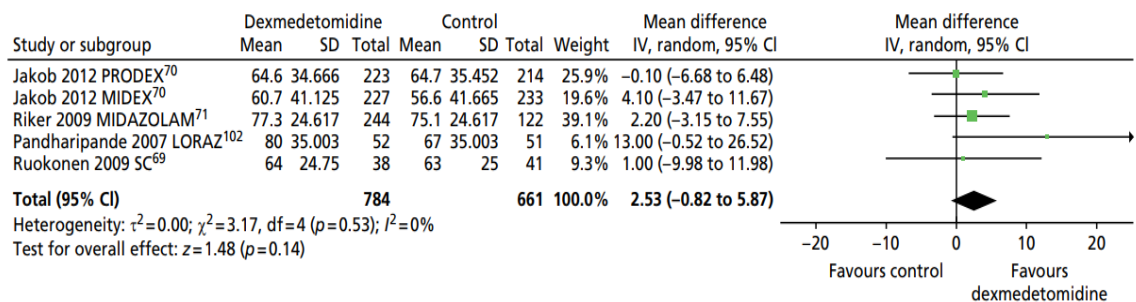 Dexmedetomidine Control Mean difference Mean difference
Study or subgroup Mean SD Total Mean SD Total Weight IV, random, 95% CI IV, random, 95% CI
Jakob 2012 PRODEX70 64.6 34.666 223 64.7 35.452 214 25.9% −0.10 (−6.68 to 6.48)
Jakob 2012 MIDEX70 60.7 41.125 227 56.6 41.665 233 19.6% 4.10 (−3.47 to 11.67)
Riker 2009 MIDAZOLAM71 77.3 24.617 244 75.1 24.617 122 39.1% 2.20 (−3.15 to 7.55)
Pandharipande 2007 LORAZ102 80 35.003 52 67 35.003 51 6.1% 13.00 (−0.52 to 26.52)
Ruokonen 2009 SC69 64 24.75 38 63 25 41 9.3% 1.00 (−9.98 to 11.98)
Total (95% CI) 784 661 100.0% 2.53 (−0.82 to 5.87)
Heterogeneity: τ2=0.00; χ2=3.17, df=4 (p=0.53); I2=0%
Test for overall effect: z=1.48 (p=0.14)
−20 −10 0 10 20
Favours control Favours
dexmedetomidine